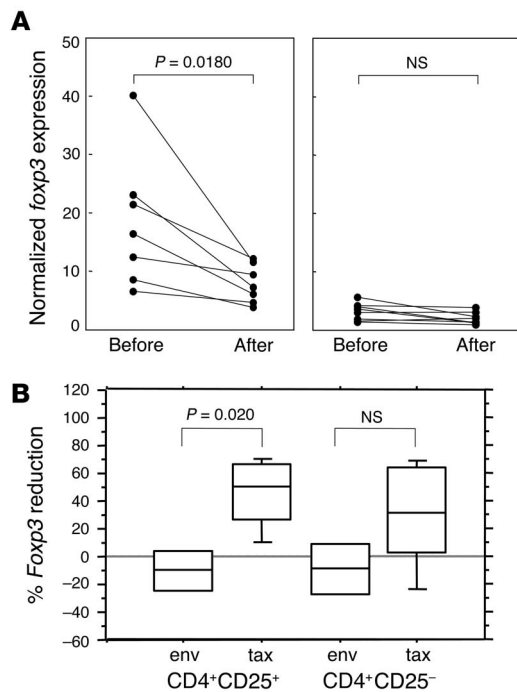 A
Normalized foxp3 expression
50
40
30
20
10
0
P = 0.0180
Before After
NS
Before After
B
% Foxp3 reduction
120
100
80
60
40
20
0
–20
–40
–60
P = 0.020
NS
env tax env tax
CD4⁺CD25⁺ CD4⁺CD25⁻